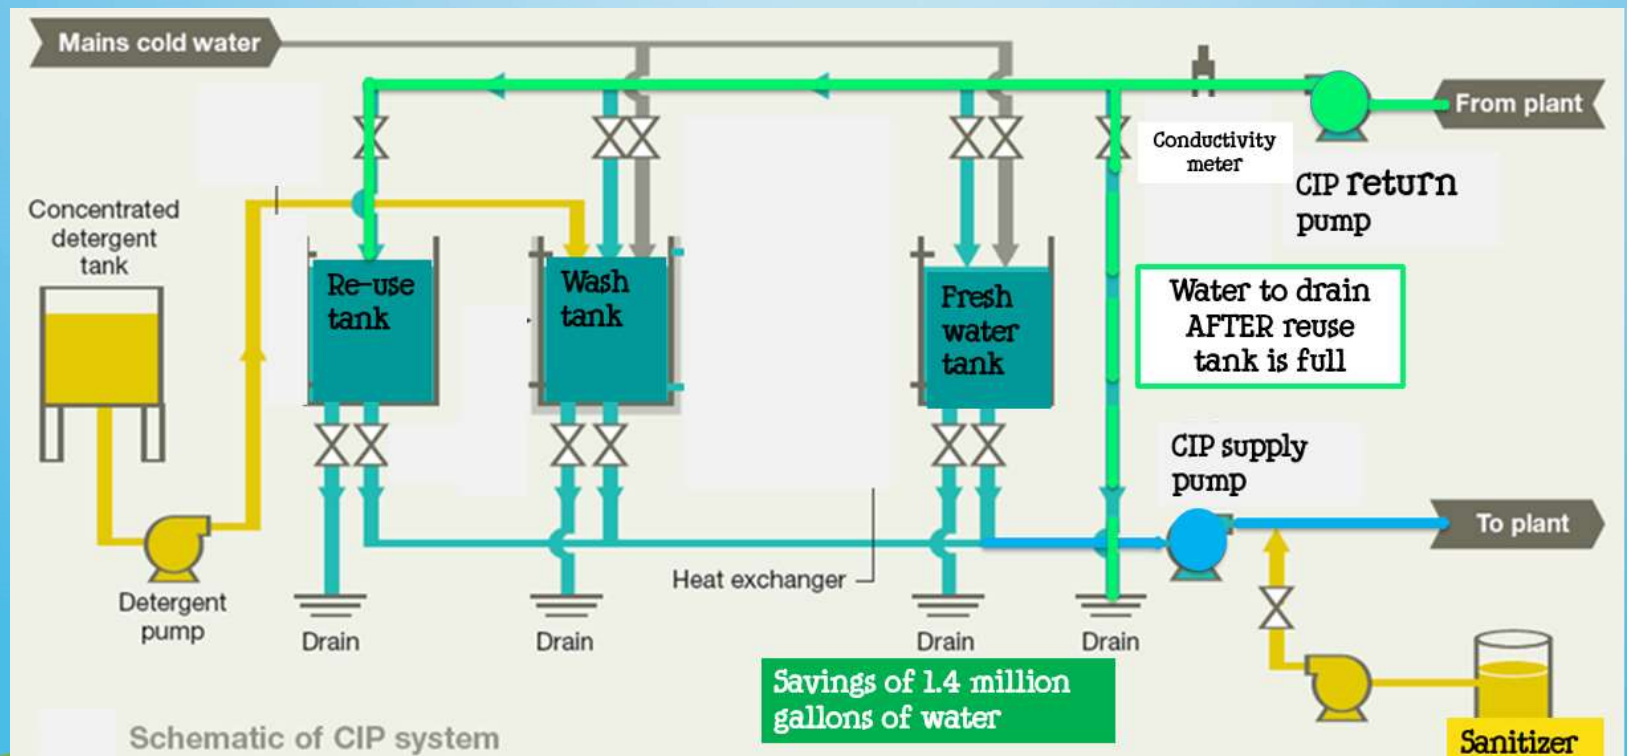 Mains cold water
From plant
Conductivity
meter
CIP return
pump
Concentrated
detergent
tank
Re-use
tank
Wash
tank
Fresh
water
tank
Water to drain
AFTER reuse
tank is full
CIP supply
pump
To plant
Heat exchanger
Detergent
pump
Drain
Drain
Drain
Drain
Savings of 1.4 million
gallons of water
Schematic of CIP system
Sanitizer